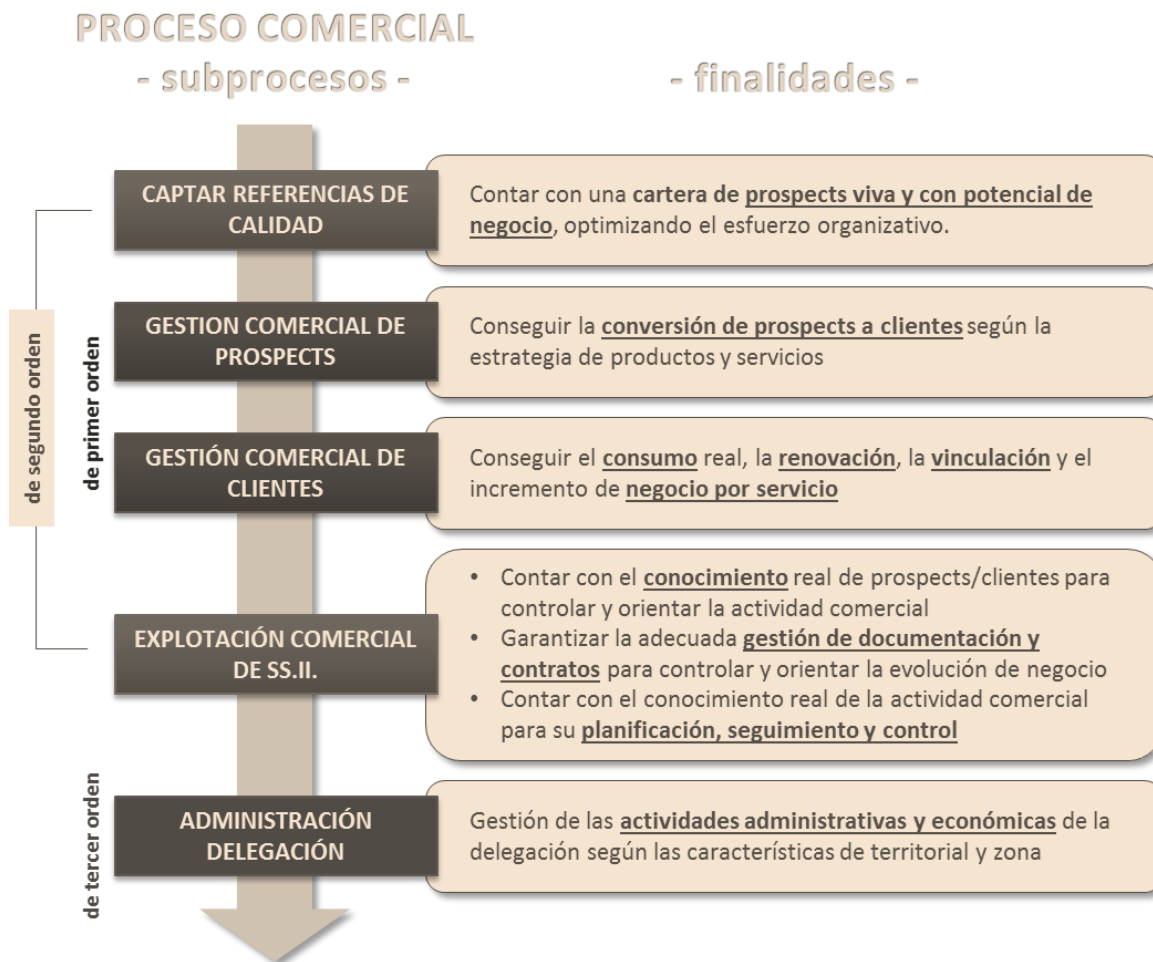 PROCESO COMERCIAL
- subprocesos -
- finalidades -
CAPTAR REFERENCIAS DE
CALIDAD
Contar con una cartera de prospects viva y con potencial de
negocio, optimizando el esfuerzo organizativo.
de segundo orden
de primer orden
GESTION COMERCIAL DE
PROSPECTS
Conseguir la conversión de prospects a clientes según la
estrategia de productos y servicios
GESTIÓN COMERCIAL DE
CLIENTES
Conseguir el consumo real, la renovación, la vinculación y el
incremento de negocio por servicio
EXPLOTACIÓN COMERCIAL
DE SS.II.
• Contar con el conocimiento real de prospects/clientes para
controlar y orientar la actividad comercial
• Garantizar la adecuada gestión de documentación y
contratos para controlar y orientar la evolución de negocio
• Contar con el conocimiento real de la actividad comercial
para su planificación, seguimiento y control
de tercer orden
ADMINISTRACIÓN
DELEGACIÓN
Gestión de las actividades administrativas y económicas de la
delegación según las características de territorial y zona